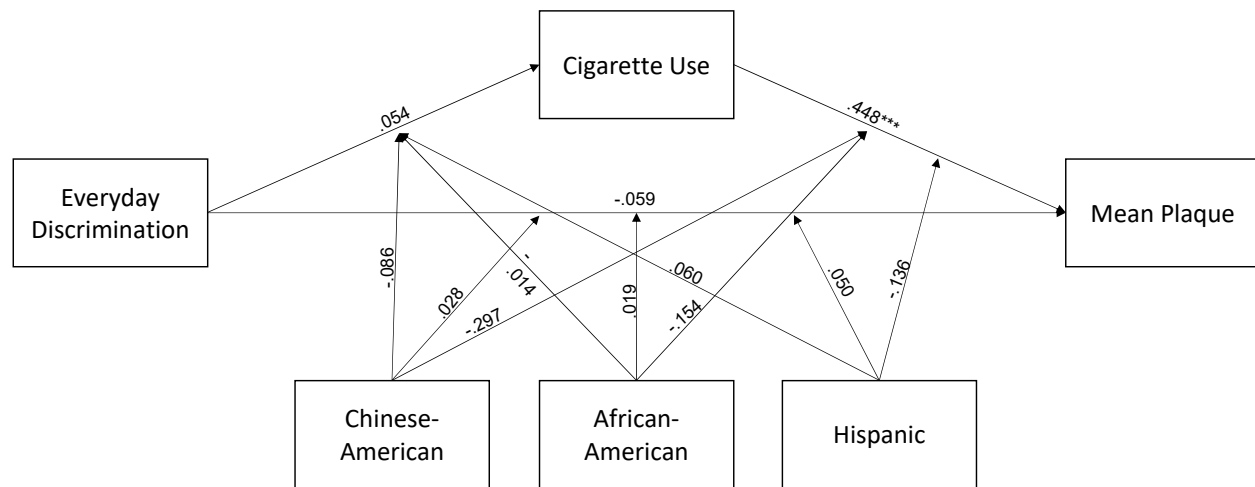 Cigarette Use
.054
.448***
Everyday
Discrimination
-.059
Mean Plaque
-.086
.028
-.297
-
.014
.019
-.154
.060
.050
-.136
Chinese-
American
African-
American
Hispanic